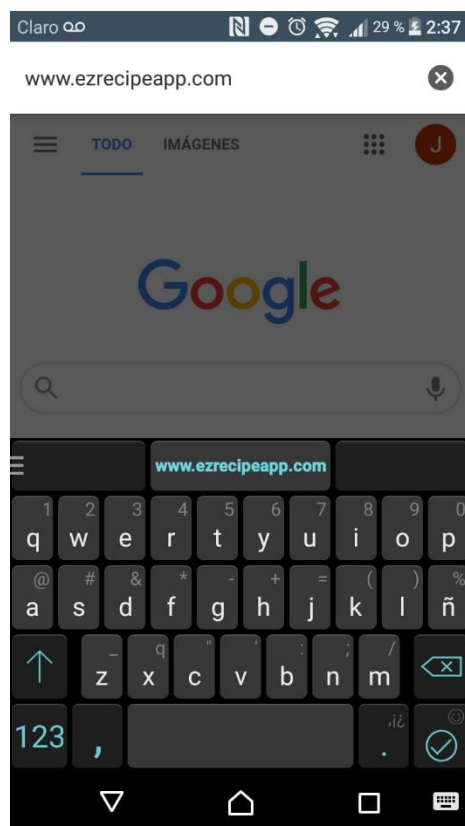 Claro 29 % 2:37
www.ezrecipeapp.com
TODO IMÁGENES J
Google
www.ezrecipeapp.com
1 2 3 4 5 6 7 8 9 0
q w e r t y u i o p
@ # & * - + = ( ) %
a s d f g h j k l ñ
_ q " ' : ; /
z x c v b n m
123 , . ,!¿